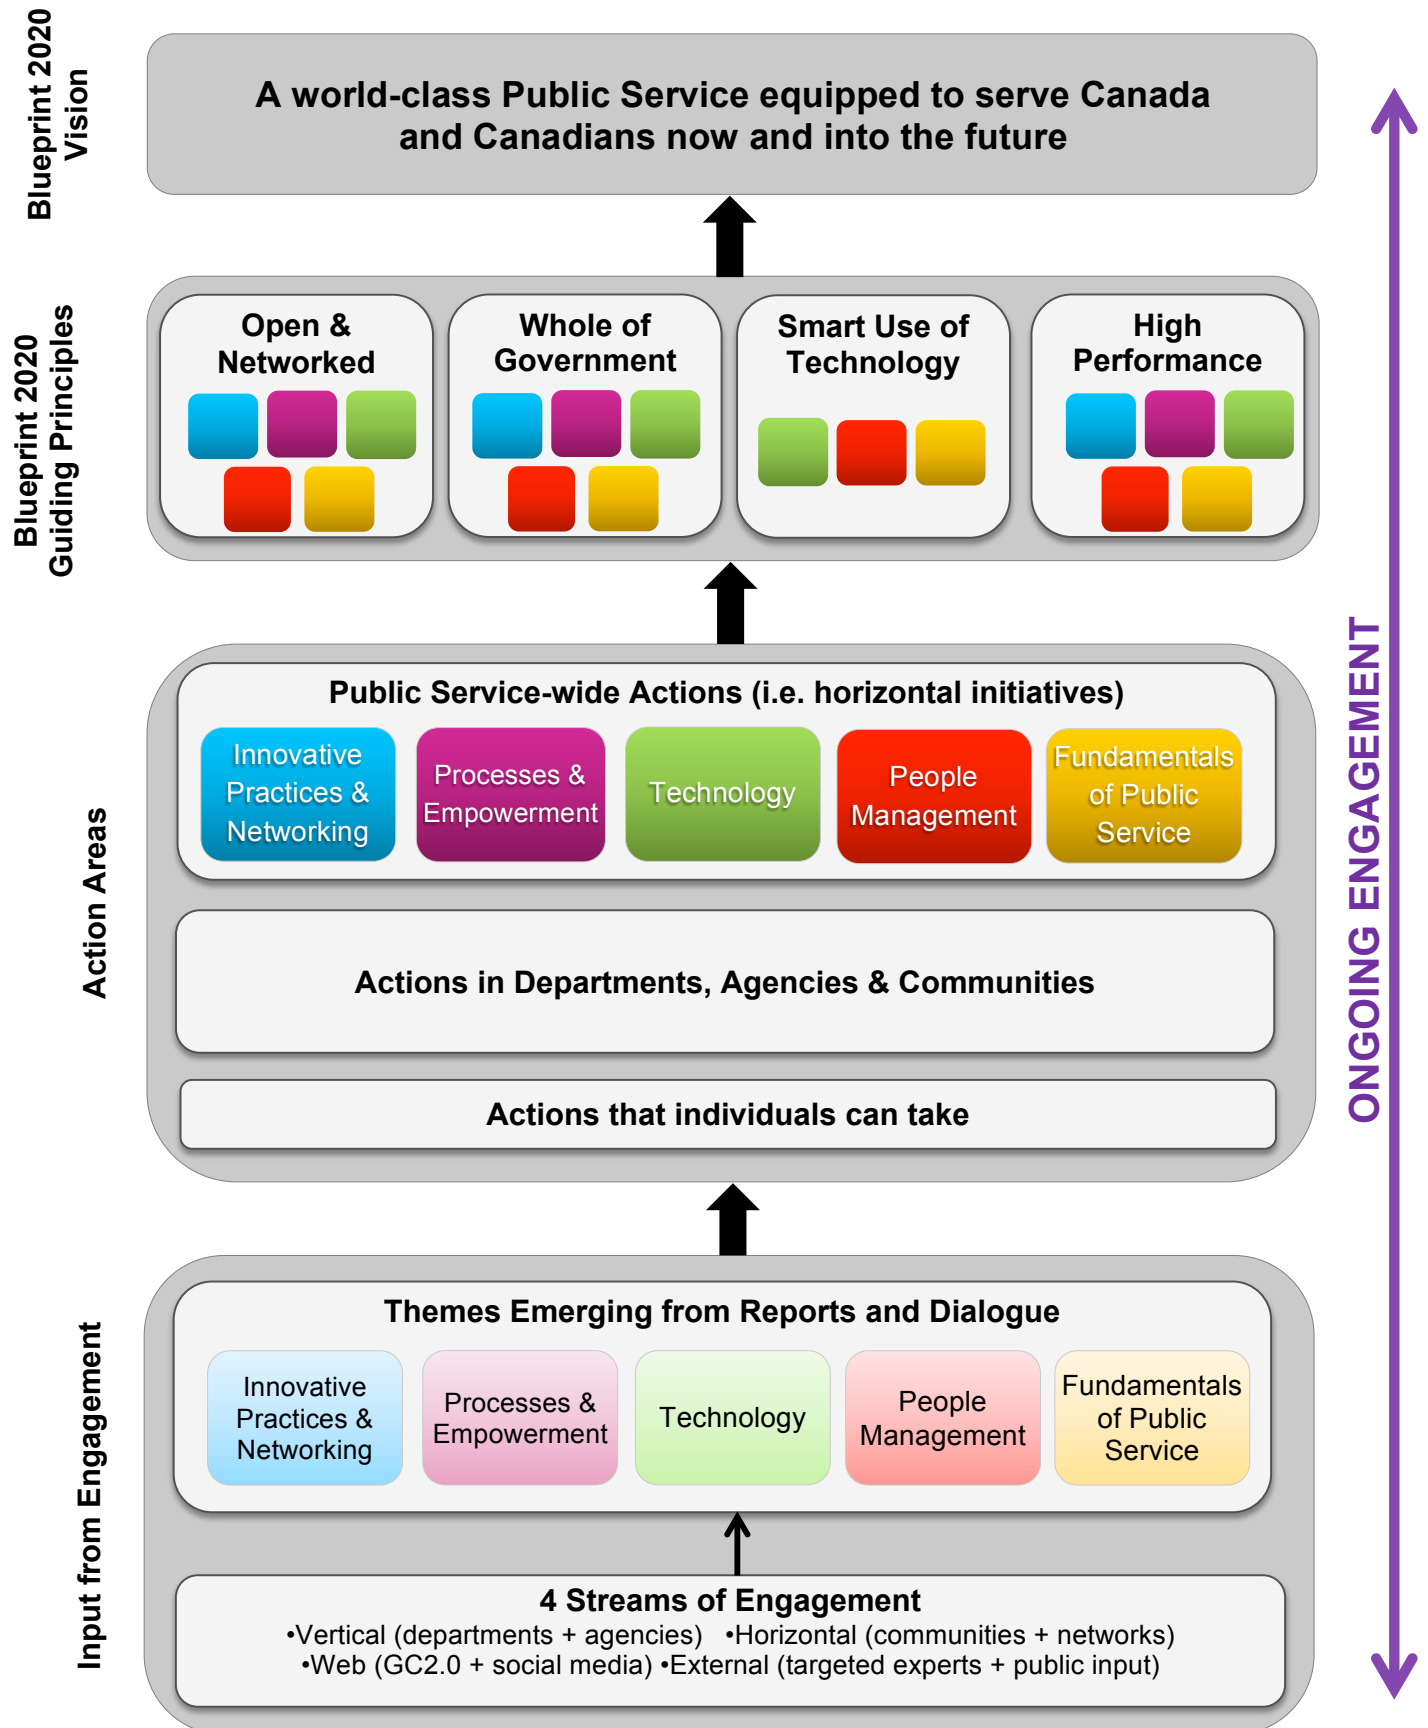 Blueprint 2020
Vision
A world-class Public Service equipped to serve Canada
and Canadians now and into the future
Blueprint 2020
Guiding Principles
Open &
Networked
Whole of
Government
Smart Use of
Technology
High
Performance
Action Areas
Public Service-wide Actions (i.e. horizontal initiatives)
Innovative
Practices &
Networking
Processes &
Empowerment
Technology
People
Management
Fundamentals
of Public
Service
Actions in Departments, Agencies & Communities
Actions that individuals can take
Input from Engagement
Themes Emerging from Reports and Dialogue
Innovative
Practices &
Networking
Processes &
Empowerment
Technology
People
Management
Fundamentals
of Public
Service
4 Streams of Engagement
•Vertical (departments + agencies) •Horizontal (communities + networks)
•Web (GC2.0 + social media) •External (targeted experts + public input)
ONGOING ENGAGEMENT